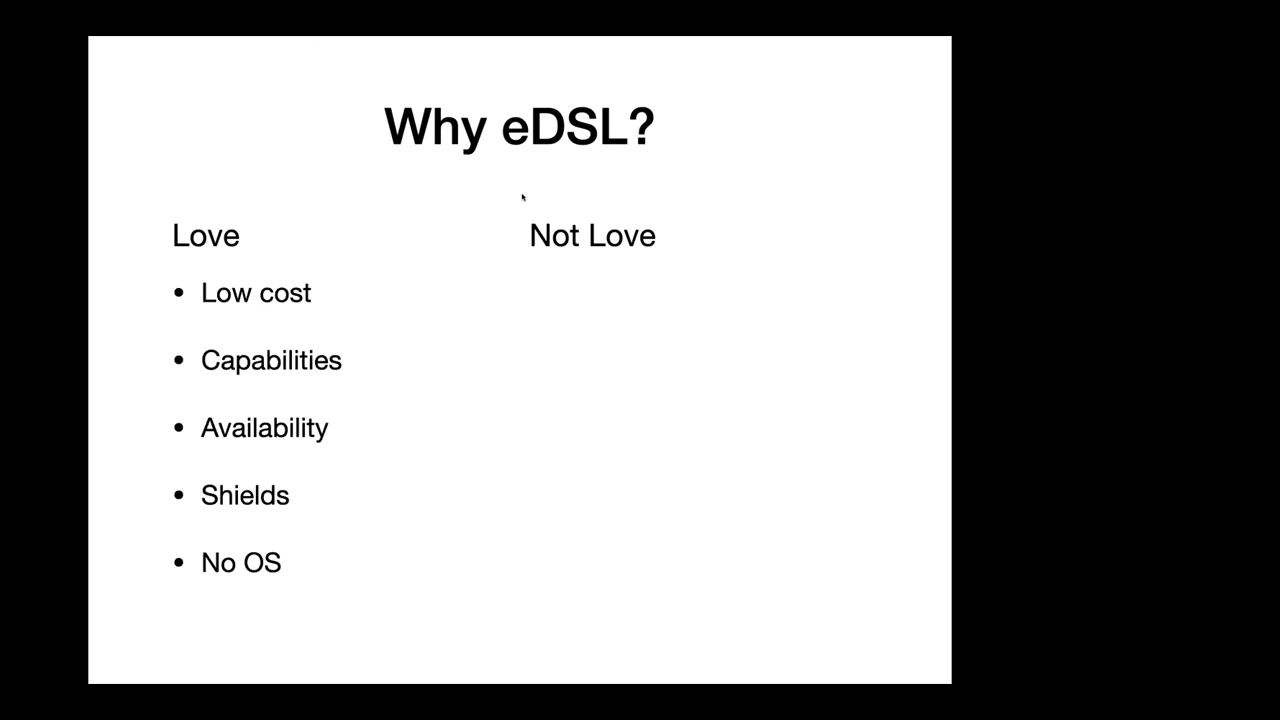 Why eDSL?
Love
• Low cost
• Capabilities
• Availability
• Shields
• No OS
Not Love